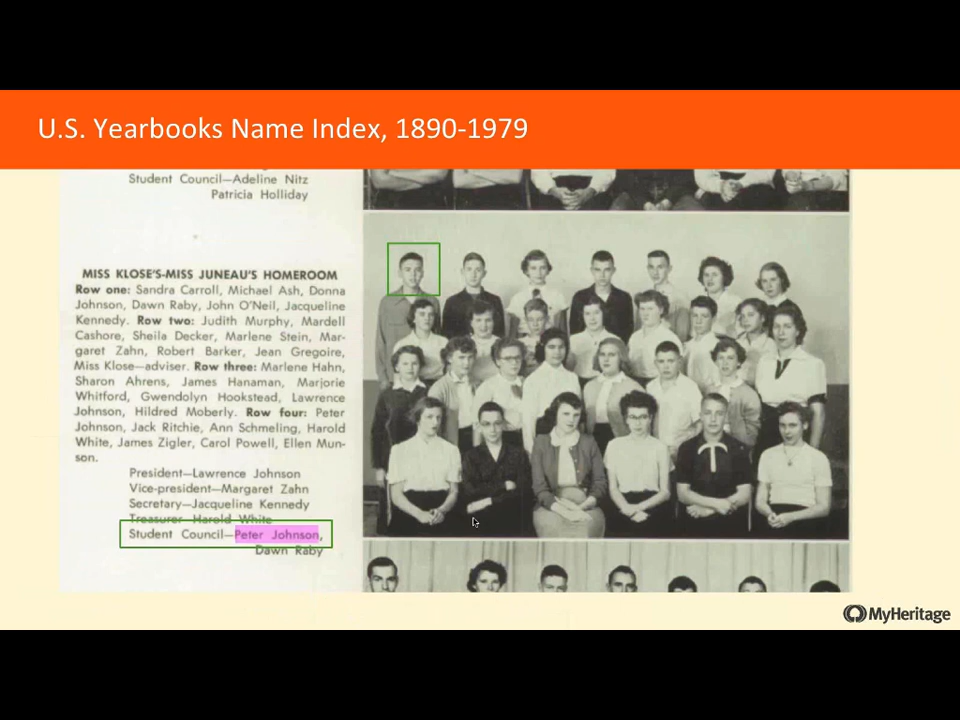 U.S. Yearbooks Name Index, 1890-1979
Student Council—Adeline Nitz
Patricia Holliday
MISS KLOSE'S-MISS JUNEAU'S HOMEROOM
Row one: Sandra Carroll, Michael Ash, Donna
Johnson, Dawn Raby, John O'Neil, Jacqueline
Kennedy. Row two: Judith Murphy, Mardell
Cashore, Sheila Decker, Marlene Stein, Mar-
garet Zahn, Robert Barker, Jean Gregoire,
Miss Klose—adviser. Row three: Marlene Hahn,
Sharon Ahrens, James Hanaman, Marjorie
Whitford, Gwendolyn Hookstead, Lawrence
Johnson, Hildred Moberly. Row four: Peter
Johnson, Jack Ritchie, Ann Schmeling, Harold
White, James Zigler, Carol Powell, Ellen Mun-
son.
President—Lawrence Johnson
Vice-president—Margaret Zahn
Secretary—Jacqueline Kennedy
Treasurer Harold White
Student Council—Peter Johnson,
Dawn Raby
MyHeritage